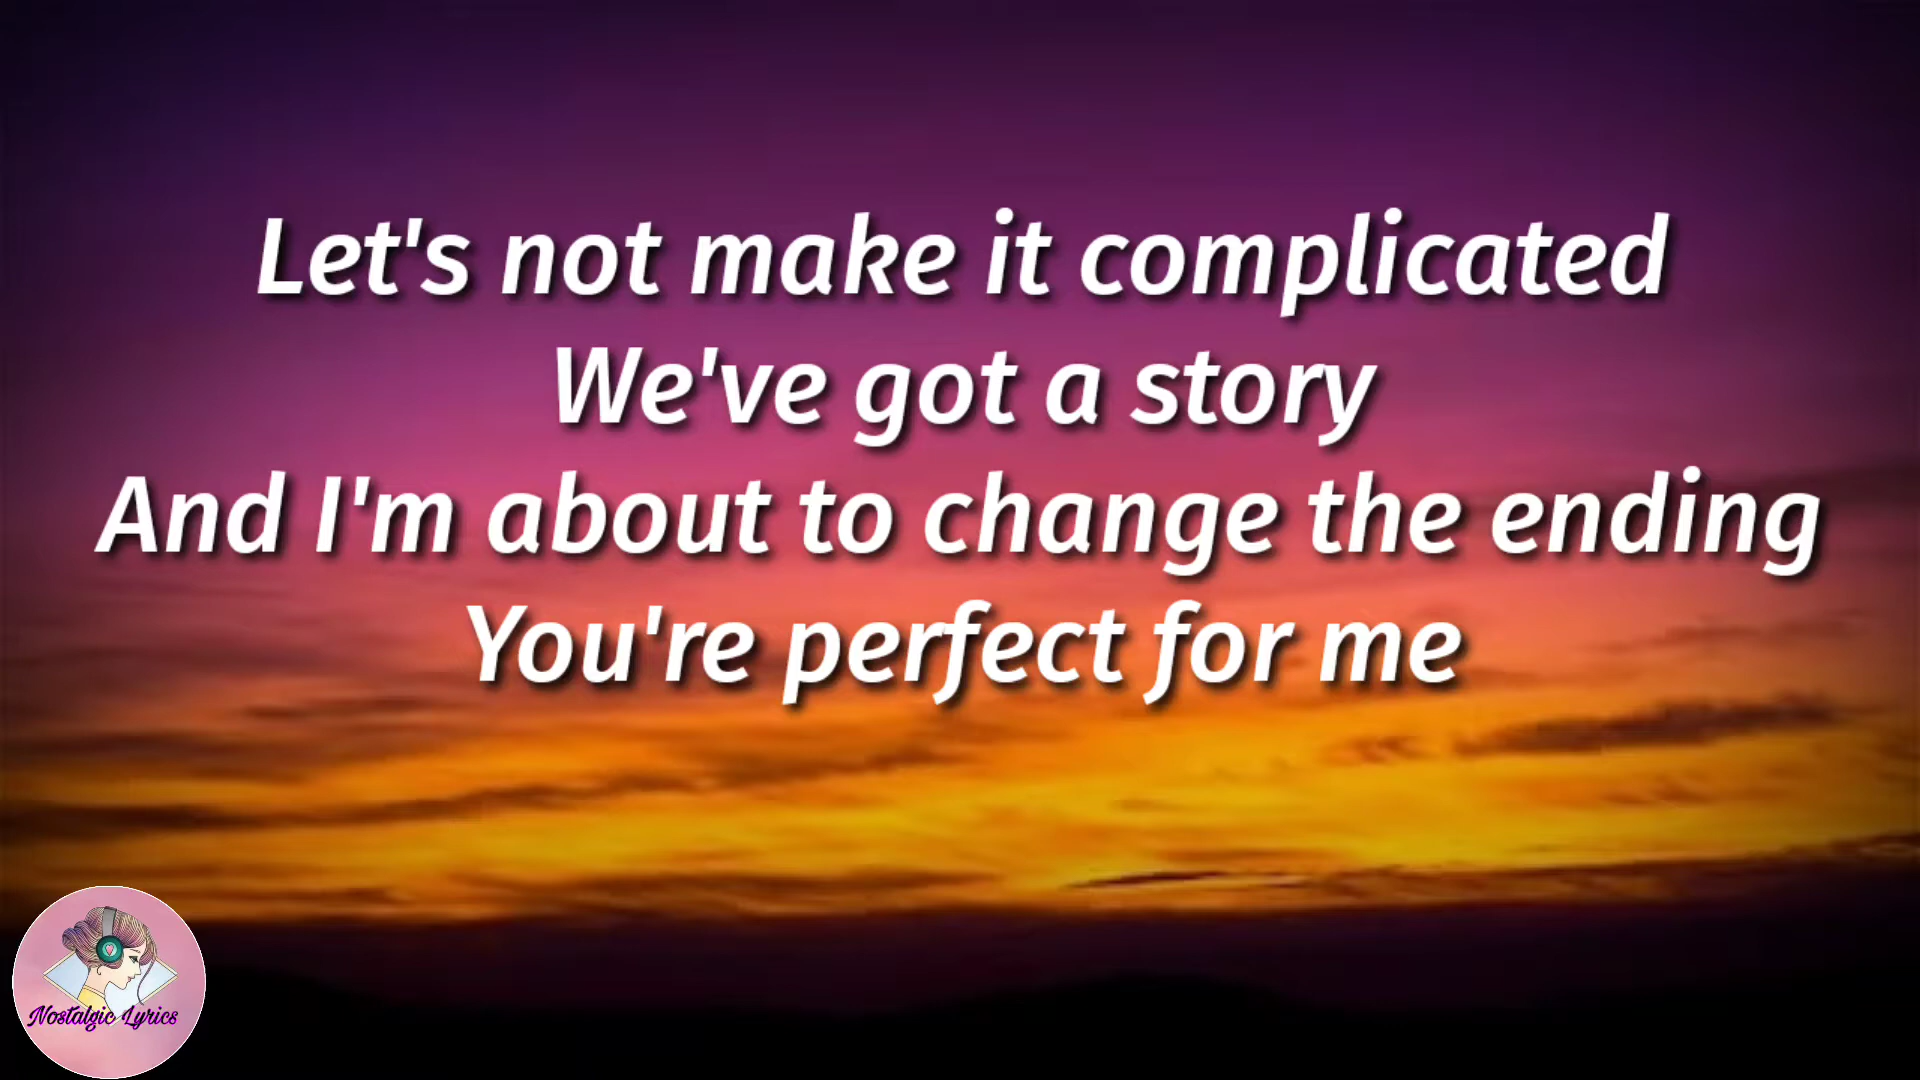 Let's not make it complicated
We've got a story
And I'm about to change the ending
You're perfect for me
Nostalgic Lyrics